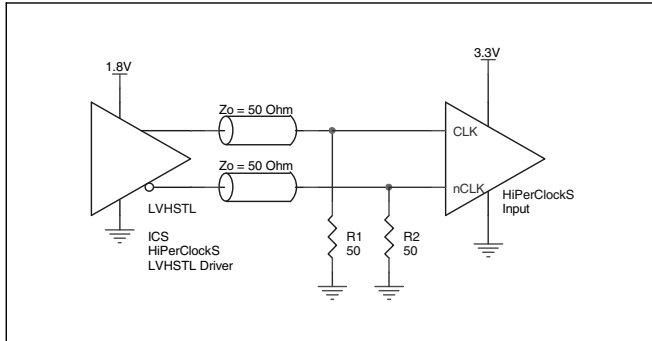 1.8V
3.3V
Zo = 50 Ohm
CLK
Zo = 50 Ohm
nCLK
HiPerClockS
Input
LVHSTL
ICS
HiPerClockS
LVHSTL Driver
R1
50
R2
50